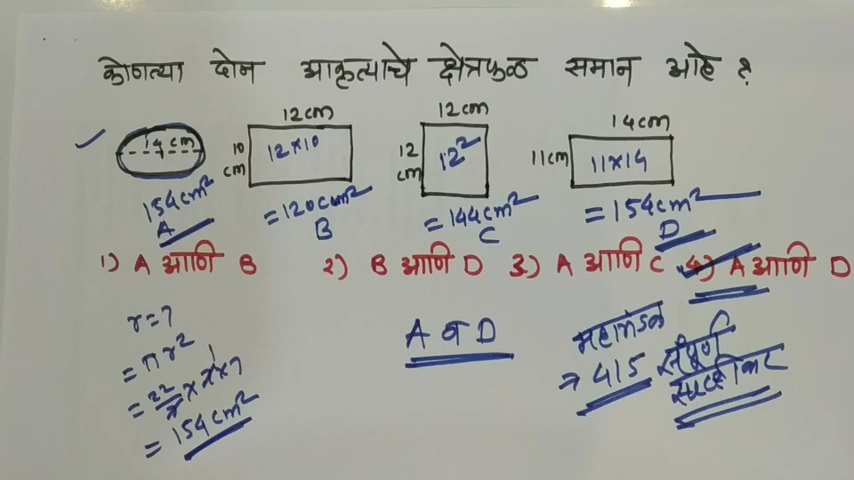 कोणत्या दोन आकृत्याचे क्षेत्रफळ समान आहे ?
14 cm
154 cm²
A
12 cm
10 cm
12×10
= 120 cm²
B
12 cm
12 cm
12²
= 144 cm²
C
14 cm
11 cm
11×14
= 154 cm²
D
1) A आणि B 2) B आणि D 3) A आणि C 4) A आणि D
r = 7
= πr²
= 22/7 × 7 × 7
1
= 154 cm²
A व D
→ 415 संपूर्ण